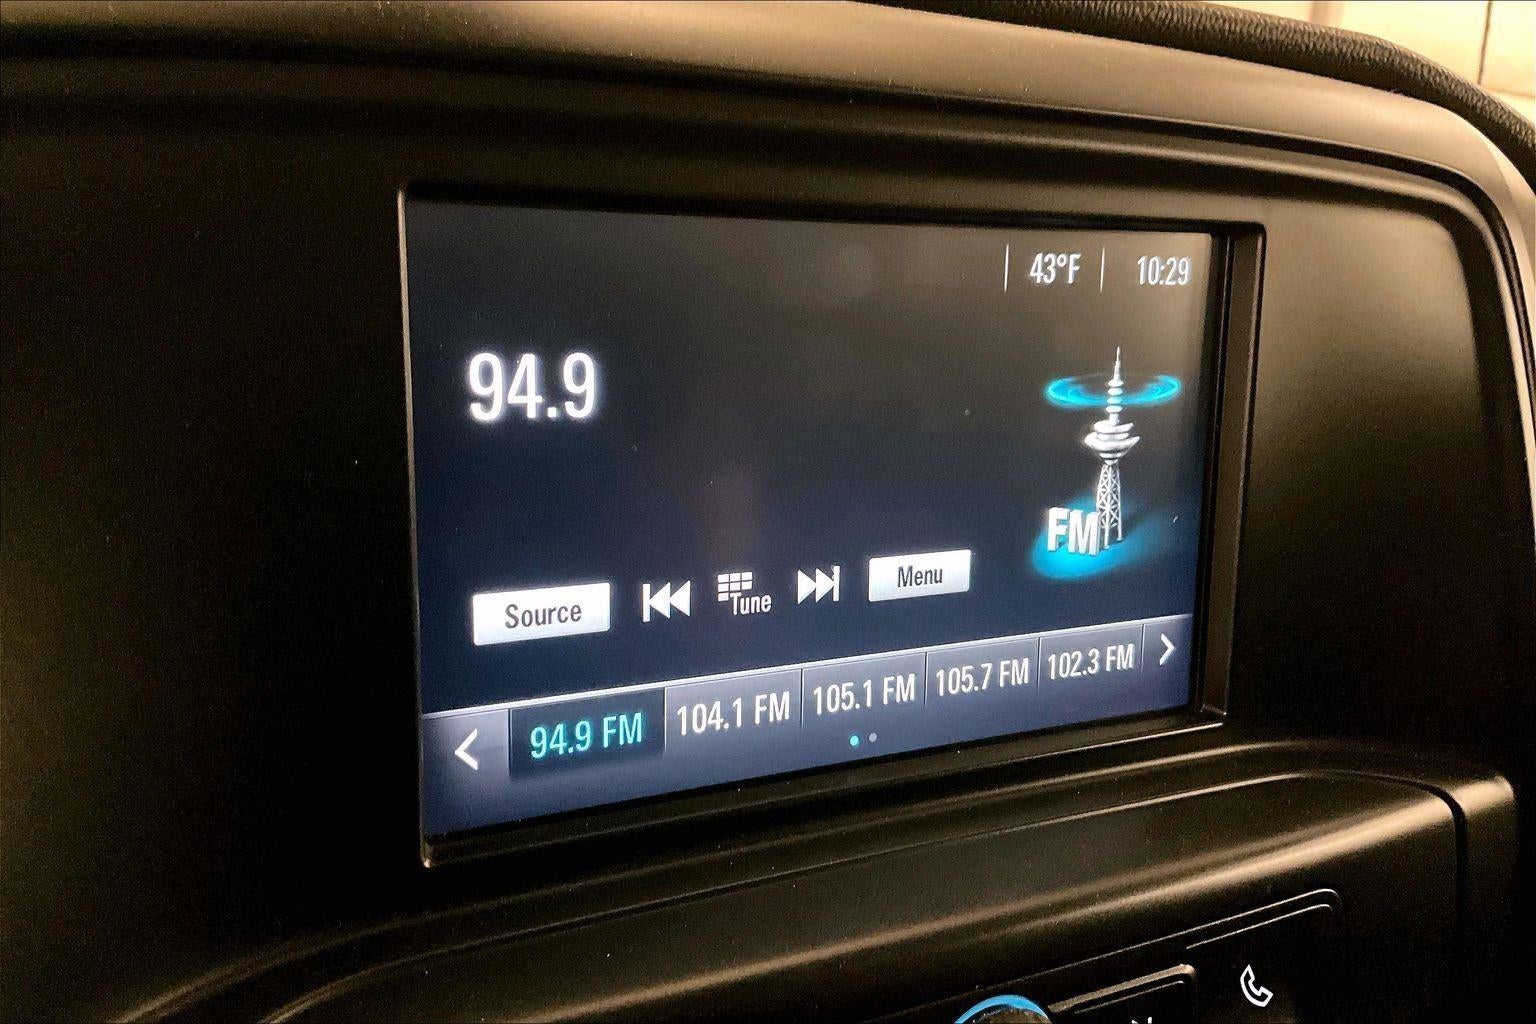 43°F 10:29
94.9
FM
Source Tune Menu
94.9 FM 104.1 FM 105.1 FM 105.7 FM 102.3 FM